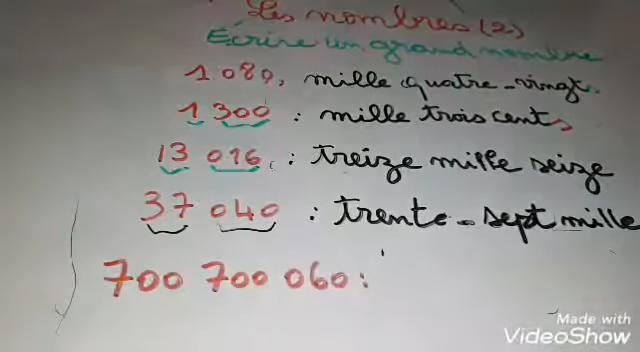 Les nombres (2)
Écrire un grand nombre
1 080, mille quatre-vingt.
1 300 : mille trois cents
13 016 : treize mille seize
37 040 : trente-sept mille
700 700 060 :
Made with
VideoShow